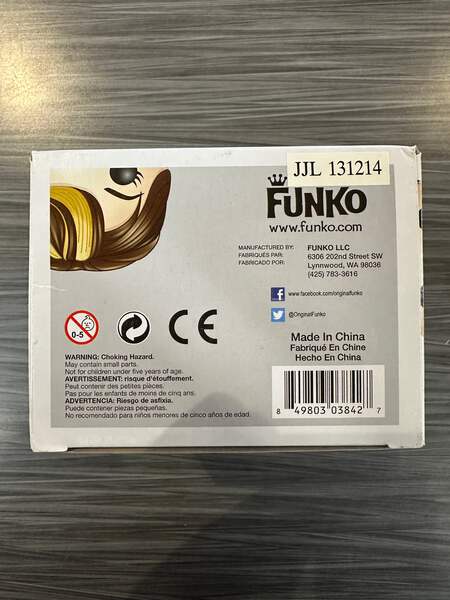 JJL 131214
FUNKO
www.funko.com
MANUFACTURED BY: FUNKO LLC
FABRIQUÉS PAR: 6306 202nd Street SW
FABRICADO POR: Lynnwood, WA 98036
(425) 783-3616
www.facebook.com/originalfunko
@OriginalFunko
0-5
CE
WARNING: Choking Hazard.
May contain small parts.
Not for children under five years of age.
AVERTISSEMENT: risque d'étouffement.
Peut contenir des petites pièces.
Pas pour les enfants de moins de cinq ans.
ADVERTENCIA: Riesgo de asfixia.
Puede contener piezas pequeñas.
No recomendado para niños menores de cinco años de edad.
Made In China
Fabriqué En Chine
Hecho En China
8 49803 03842 7